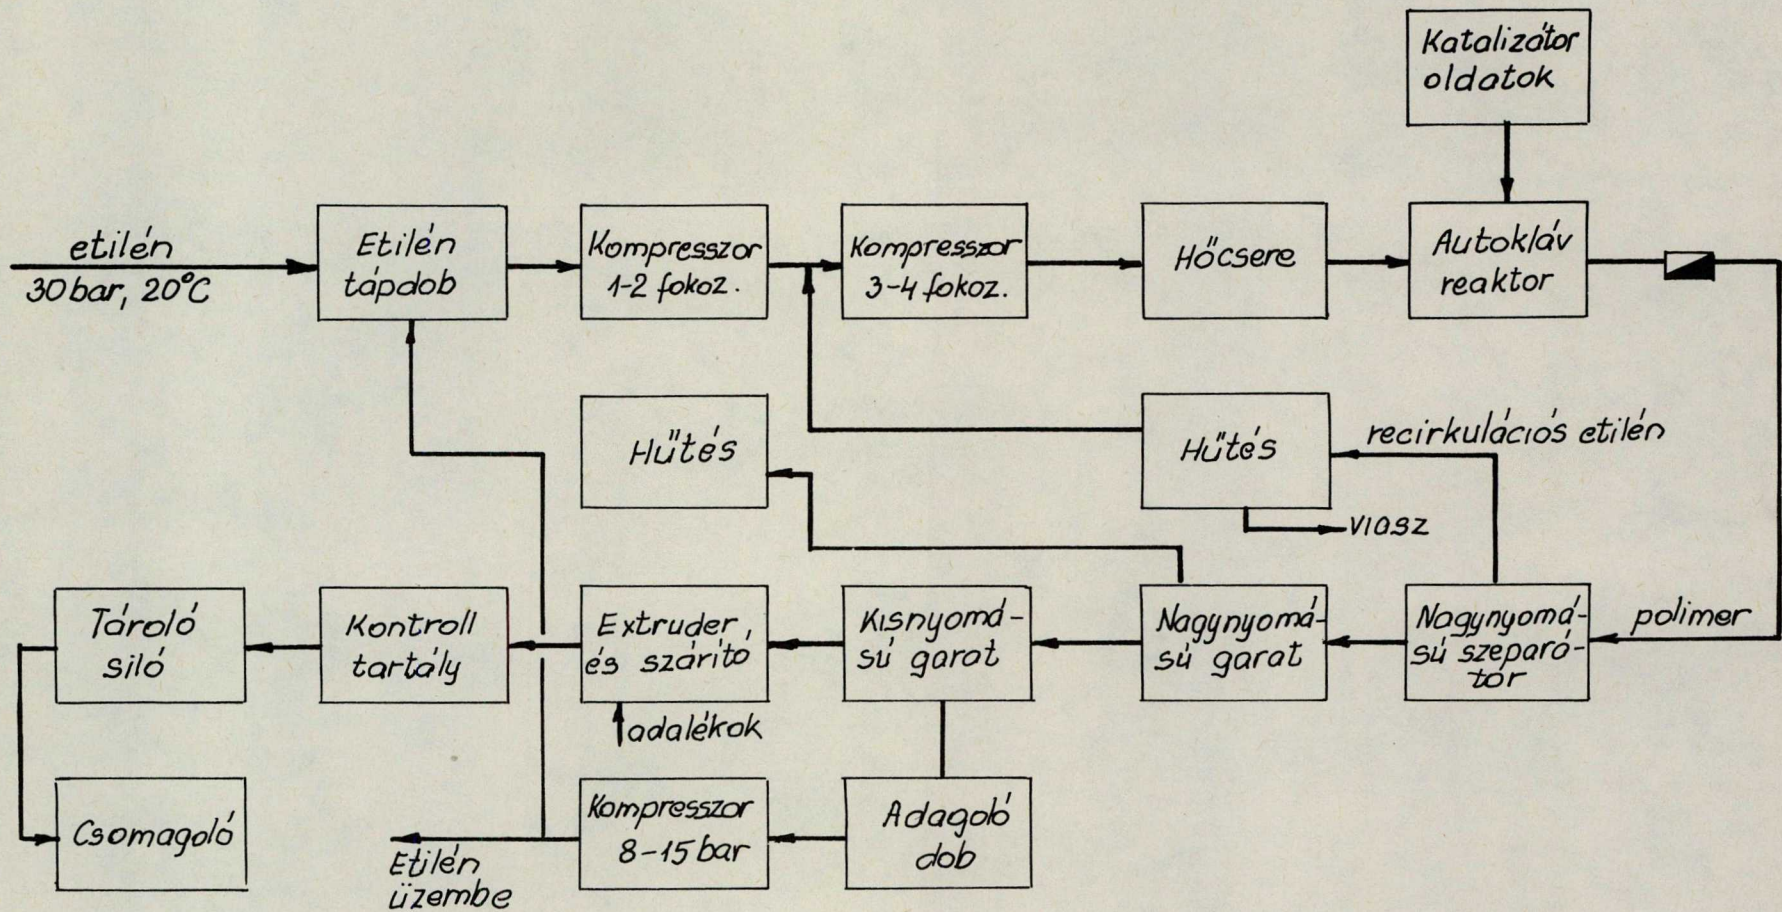 Katalizátor
oldatok
etilén
30 bar, 20°C
Etilén
tápdob
Kompresszor
1-2 fokoz.
Kompresszor
3-4 fokoz.
Hőcsere
Autokláv
reaktor
Hűtés
Hűtés
recirkulációs etilén
viasz
Tároló
siló
Kontroll
tartály
Extruder
és szárító
adalékok
Kisnyomá-
sú garat
Nagynyomá-
sú garat
Nagynyomá-
sú szepará-
tor
polimer
Csomagoló
Etilén
üzembe
Kompresszor
8-15 bar
Adagoló
dob